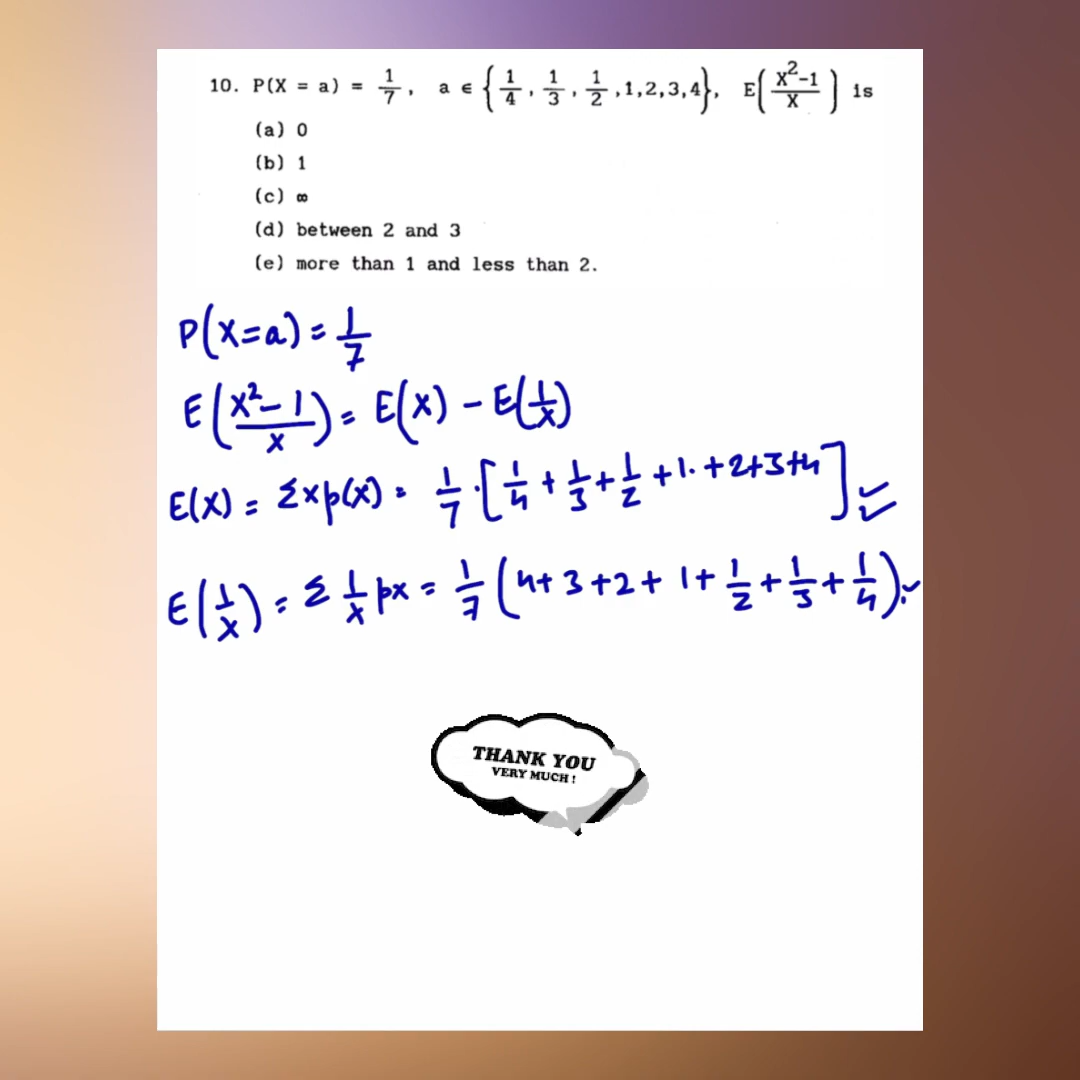 10. P(X = a) = 1/7, a ∈ {1/4, 1/3, 1/2, 1, 2, 3, 4}, E((X²-1)/X) is
(a) 0
(b) 1
(c) ∞
(d) between 2 and 3
(e) more than 1 and less than 2.
P(X=a) = 1/7
E((X²-1)/X) = E(X) - E(1/X)
E(X) = Σxp(x) = 1/7 · [1/4 + 1/3 + 1/2 + 1. + 2+3+4]
E(1/X) = Σ 1/x px = 1/7 (4+3+2+1+1/2+1/3+1/4).
THANK YOU
VERY MUCH!